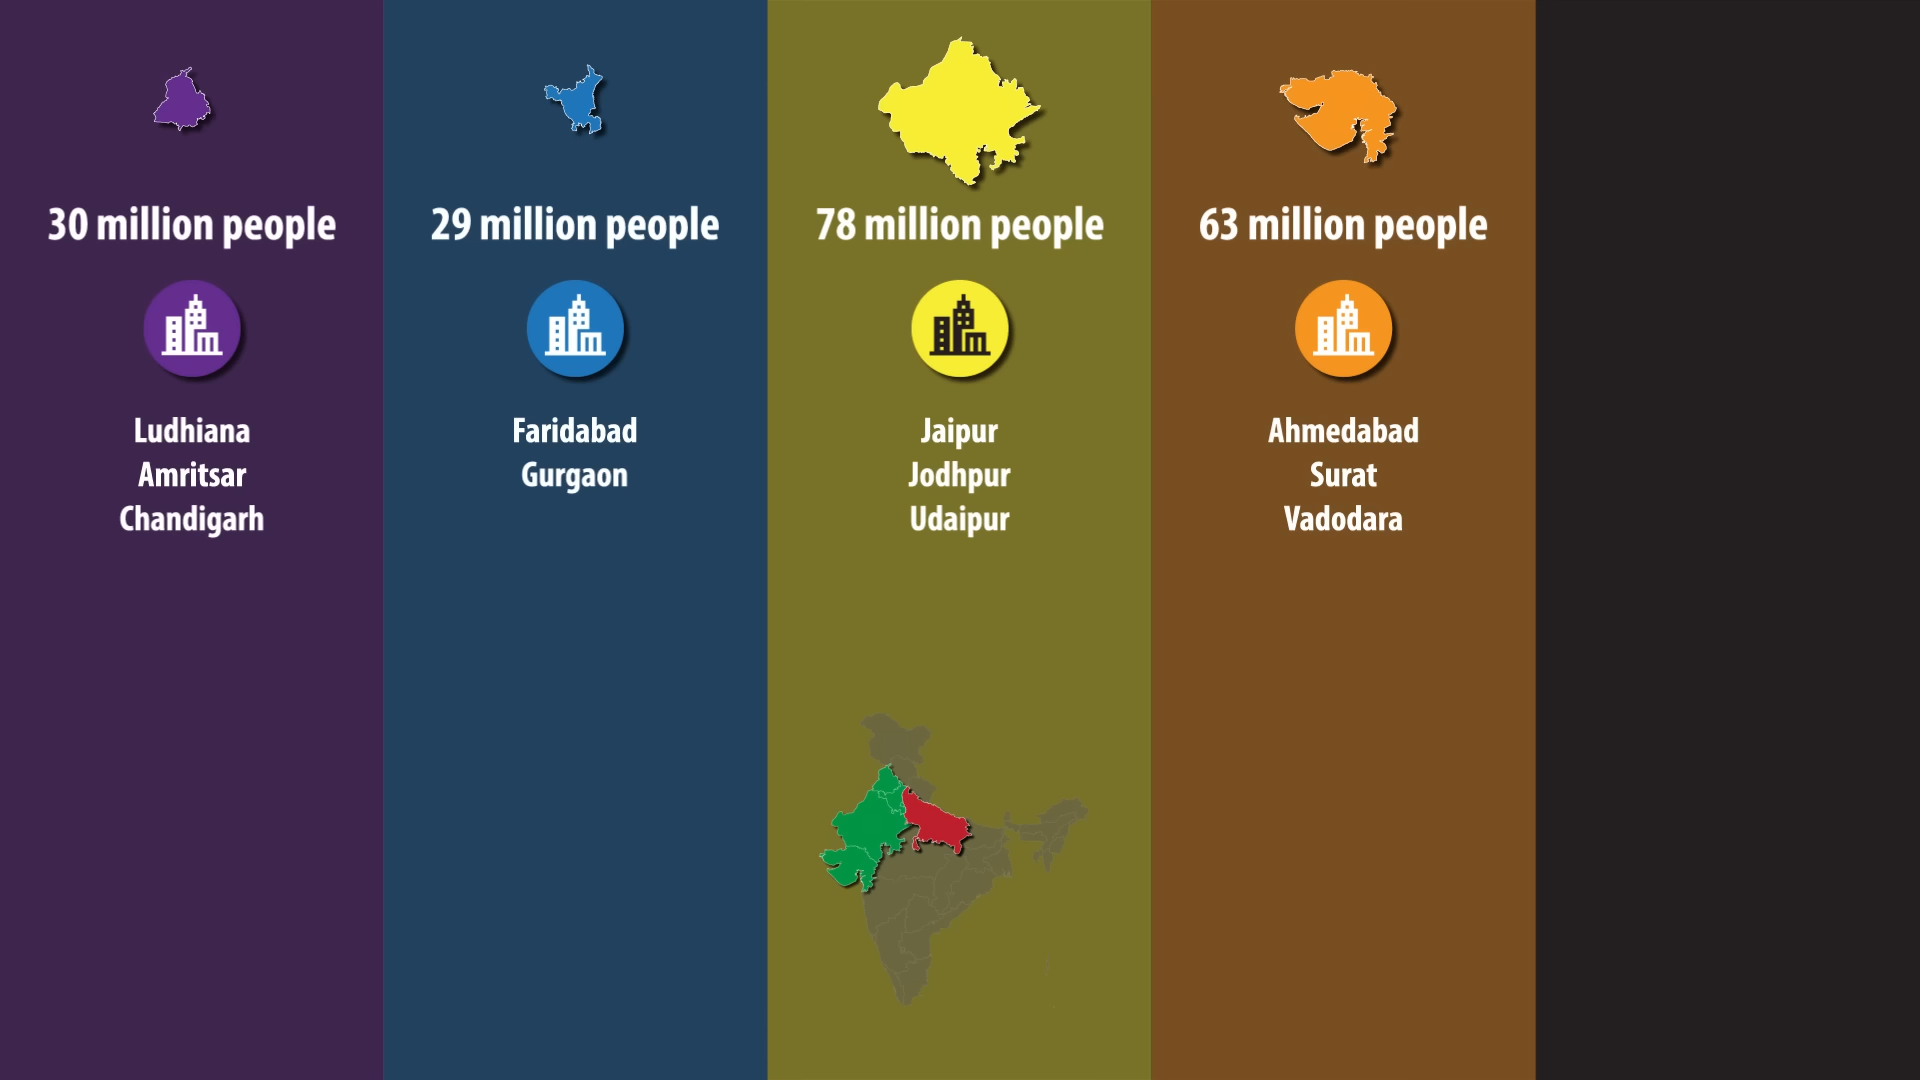 30 million people
Ludhiana
Amritsar
Chandigarh
29 million people
Faridabad
Gurgaon
78 million people
Jaipur
Jodhpur
Udaipur
63 million people
Ahmedabad
Surat
Vadodara